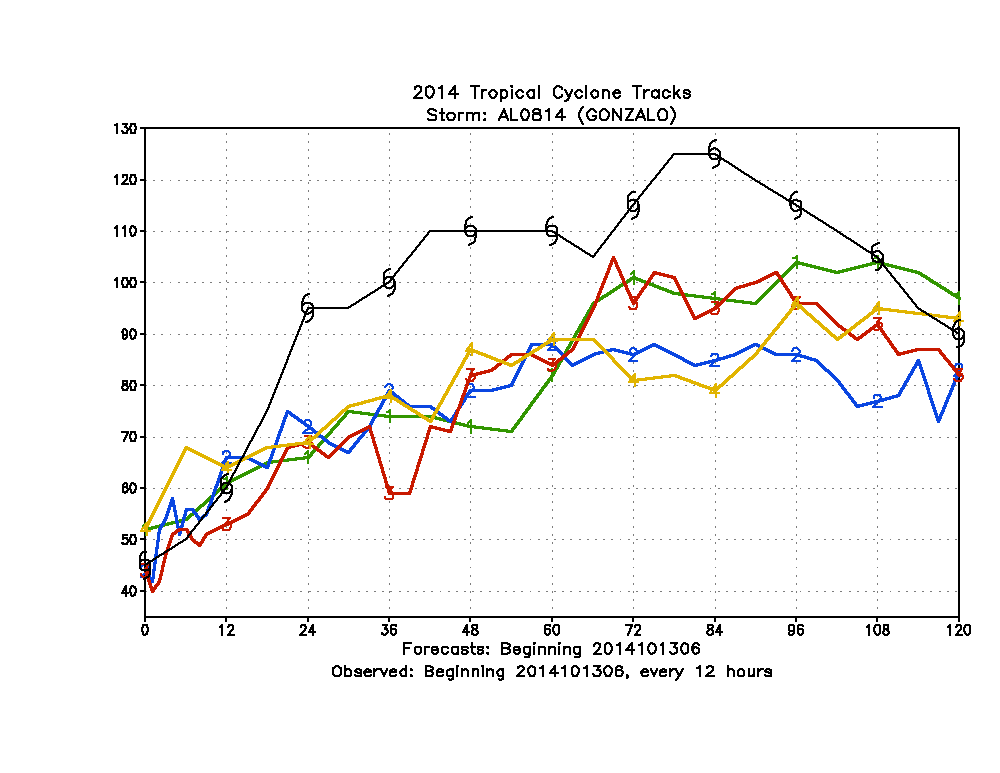 2014 Tropical Cyclone Tracks
Storm: AL0814 (GONZALO)
130
120
110
100
90
80
70
60
50
40
0 12 24 36 48 60 72 84 96 108 120
Forecasts: Beginning 2014101306
Observed: Beginning 2014101306, every 12 hours